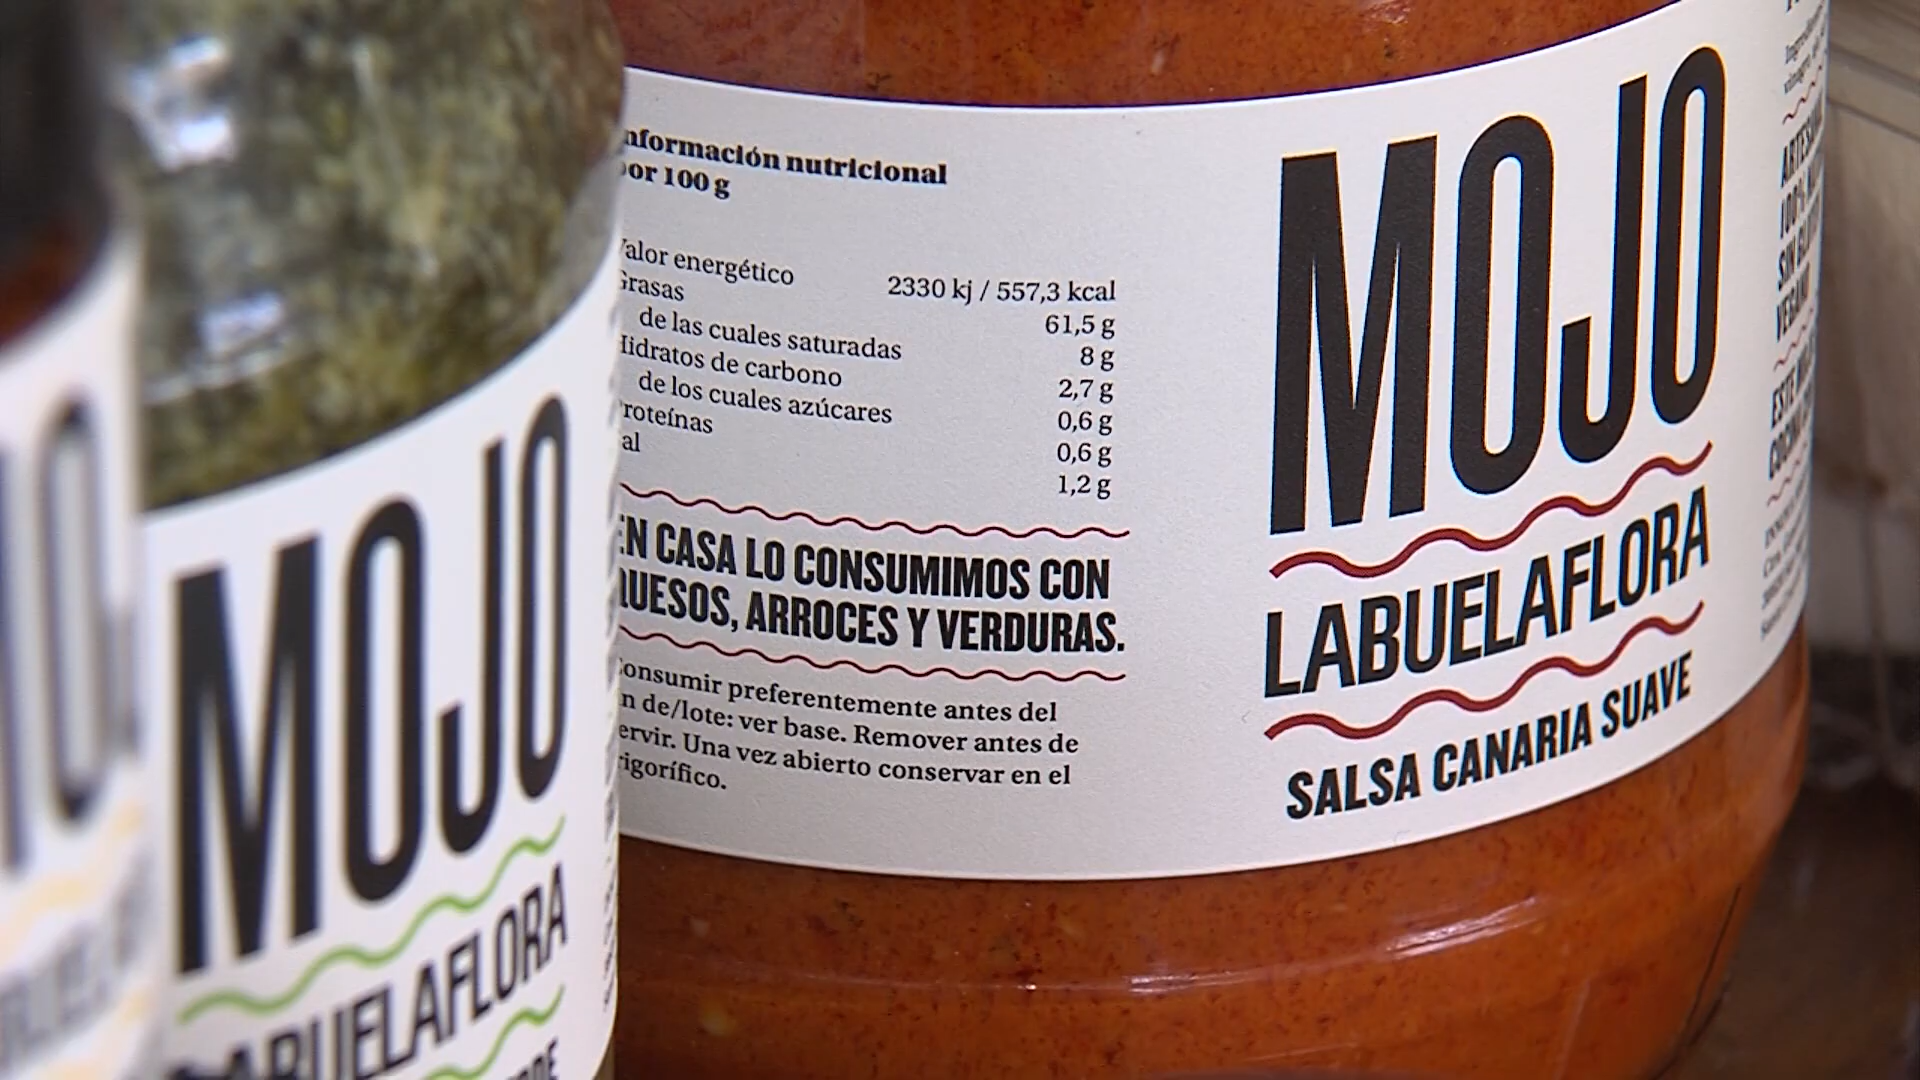 MOJO
LABUELAFLORA
nformación nutricional
por 100 g
Valor energético 2330 kj / 557,3 kcal
Grasas 61,5 g
de las cuales saturadas 8 g
Hidratos de carbono 2,7 g
de los cuales azúcares 0,6 g
roteínas 0,6 g
al 1,2 g
EN CASA LO CONSUMIMOS CON
QUESOS, ARROCES Y VERDURAS.
onsumir preferentemente antes del
n de/lote: ver base. Remover antes de
ervir. Una vez abierto conservar en el
rigorífico.
MOJO
LABUELAFLORA
SALSA CANARIA SUAVE
VEGANO